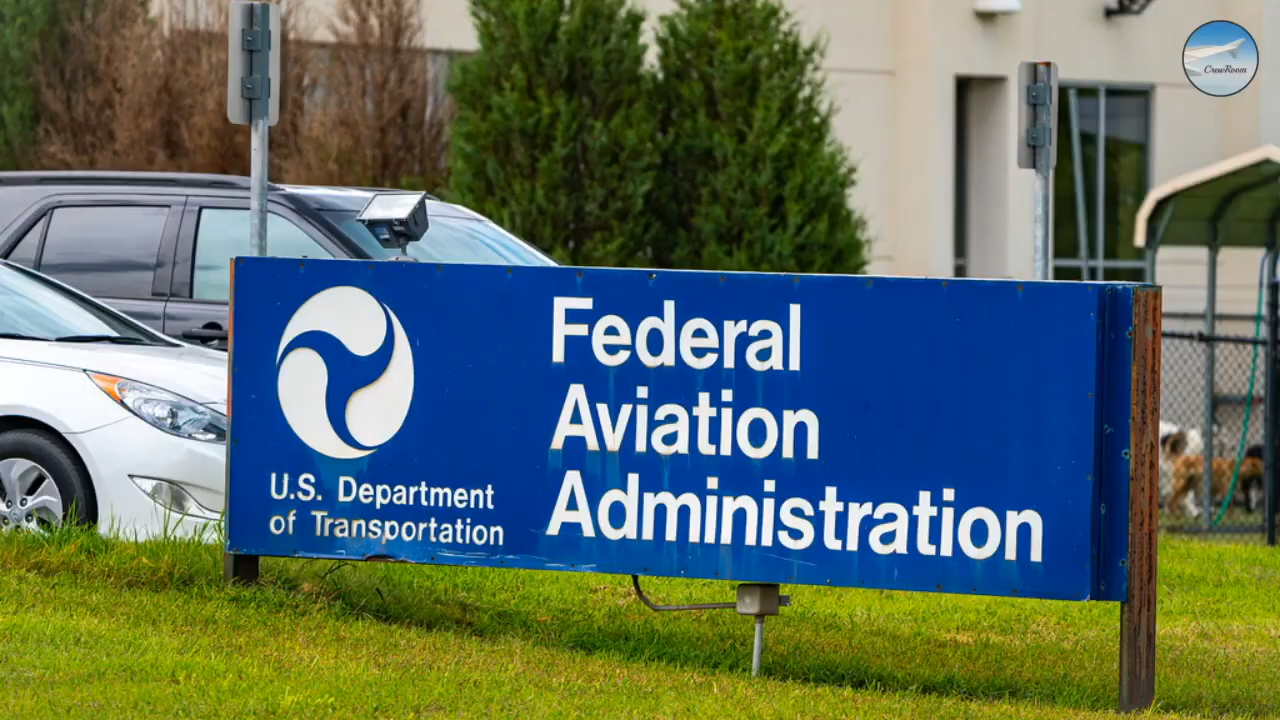 CrewRoom
Federal
Aviation
Administration
U.S. Department
of Transportation